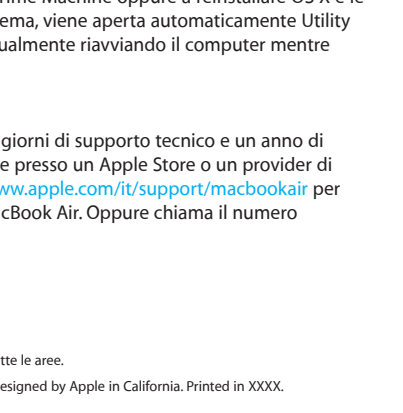 Time Machine oppure a reinstallare OS X e le
ema, viene aperta automaticamente Utility
ualmente riavviando il computer mentre
giorni di supporto tecnico e un anno di
e presso un Apple Store o un provider di
ww.apple.com/it/support/macbookair per
cBook Air. Oppure chiama il numero
tte le aree.
esigned by Apple in California. Printed in XXXX.